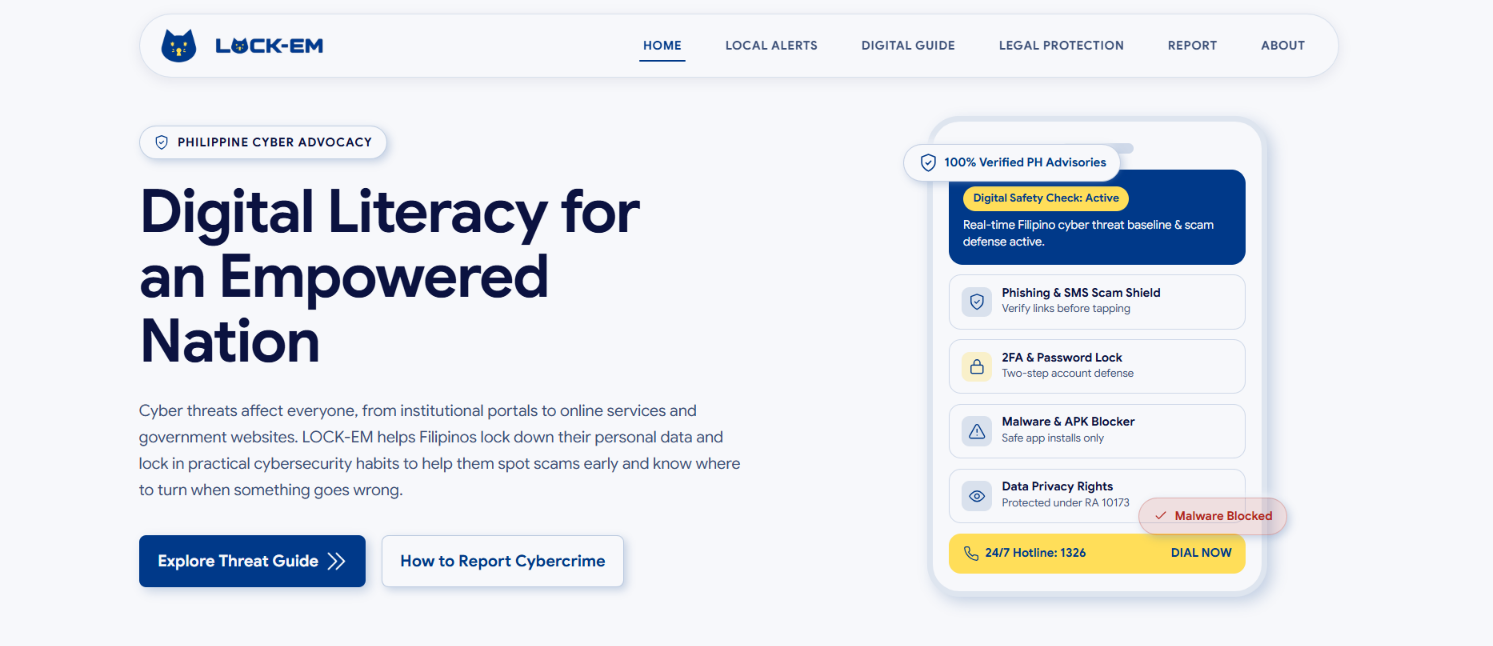 LOCK-EM
HOME
LOCAL ALERTS
DIGITAL GUIDE
LEGAL PROTECTION
REPORT
ABOUT
PHILIPPINE CYBER ADVOCACY
Digital Literacy for
an Empowered
Nation
Cyber threats affect everyone, from institutional portals to online services and
government websites. LOCK-EM helps Filipinos lock down their personal data and
lock in practical cybersecurity habits to help them spot scams early and know where
to turn when something goes wrong.
Explore Threat Guide
How to Report Cybercrime
100% Verified PH Advisories
Digital Safety Check: Active
Real-time Filipino cyber threat baseline & scam
defense active.
Phishing & SMS Scam Shield
Verify links before tapping
2FA & Password Lock
Two-step account defense
Malware & APK Blocker
Safe app installs only
Data Privacy Rights
Protected under RA 10173
Malware Blocked
24/7 Hotline: 1326
DIAL NOW